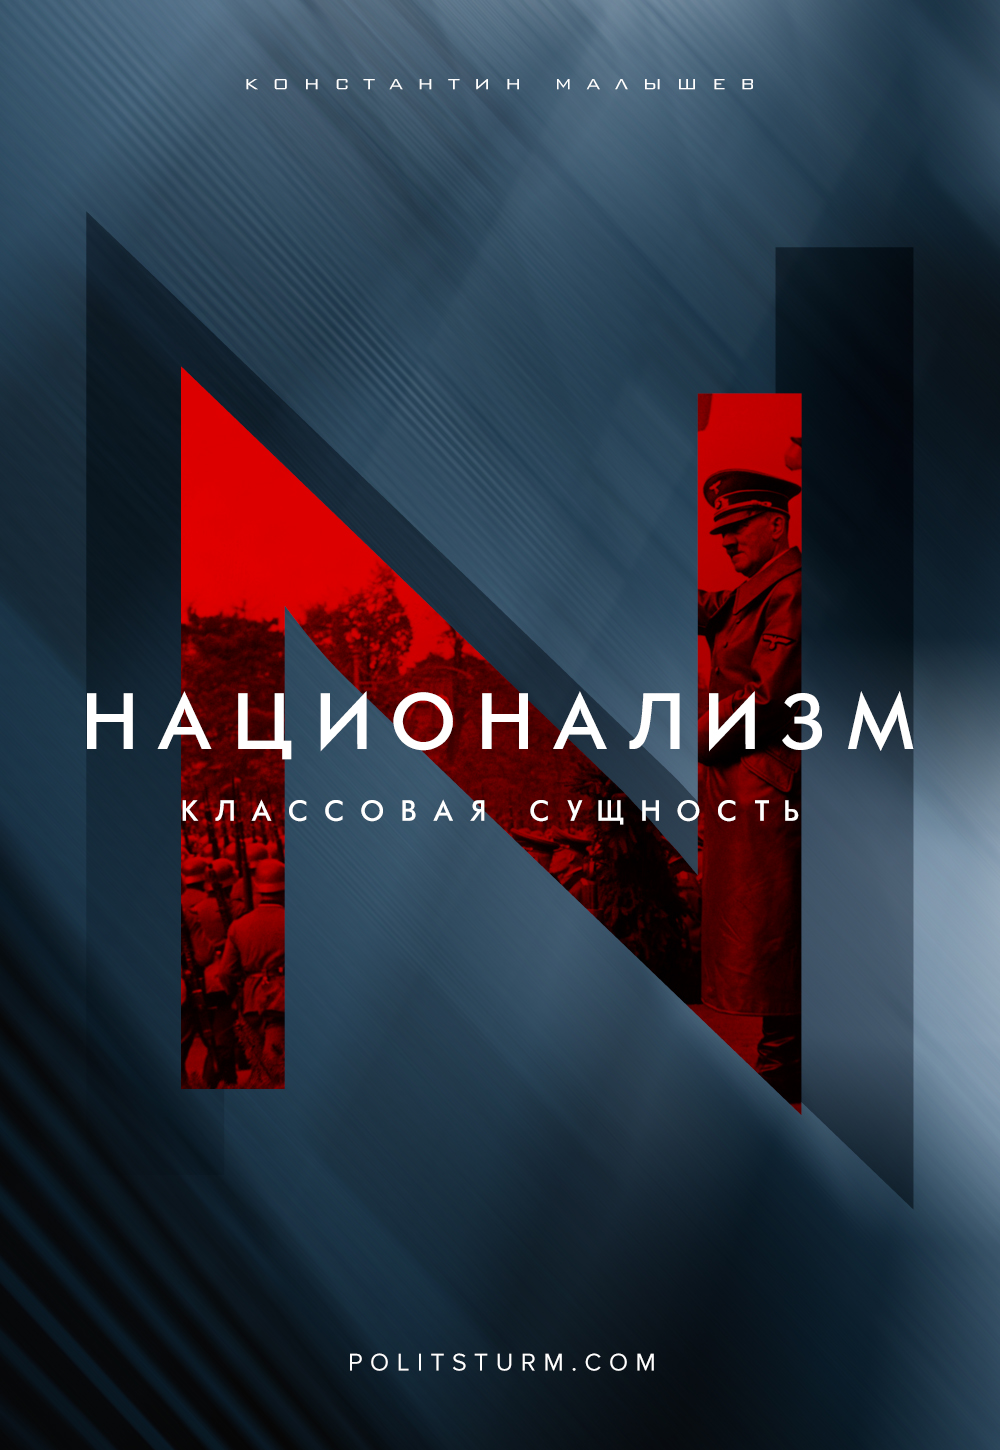 КОНСТАНТИН МАЛЫШЕВ
НАЦИОНАЛИЗМ
КЛАССОВАЯ СУЩНОСТЬ
POLITSTURM.COM